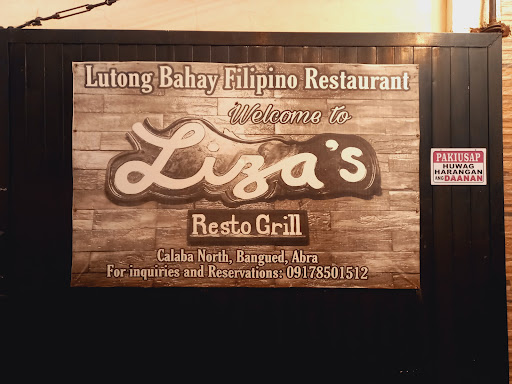 Lutong Bahay Filipino Restaurant
Welcome to
Liza's
Resto Grill
Calaba North, Bangued, Abra
For inquiries and Reservations: 09178501512
PAKIUSAP
HUWAG
HARANGAN
ANG DAANAN